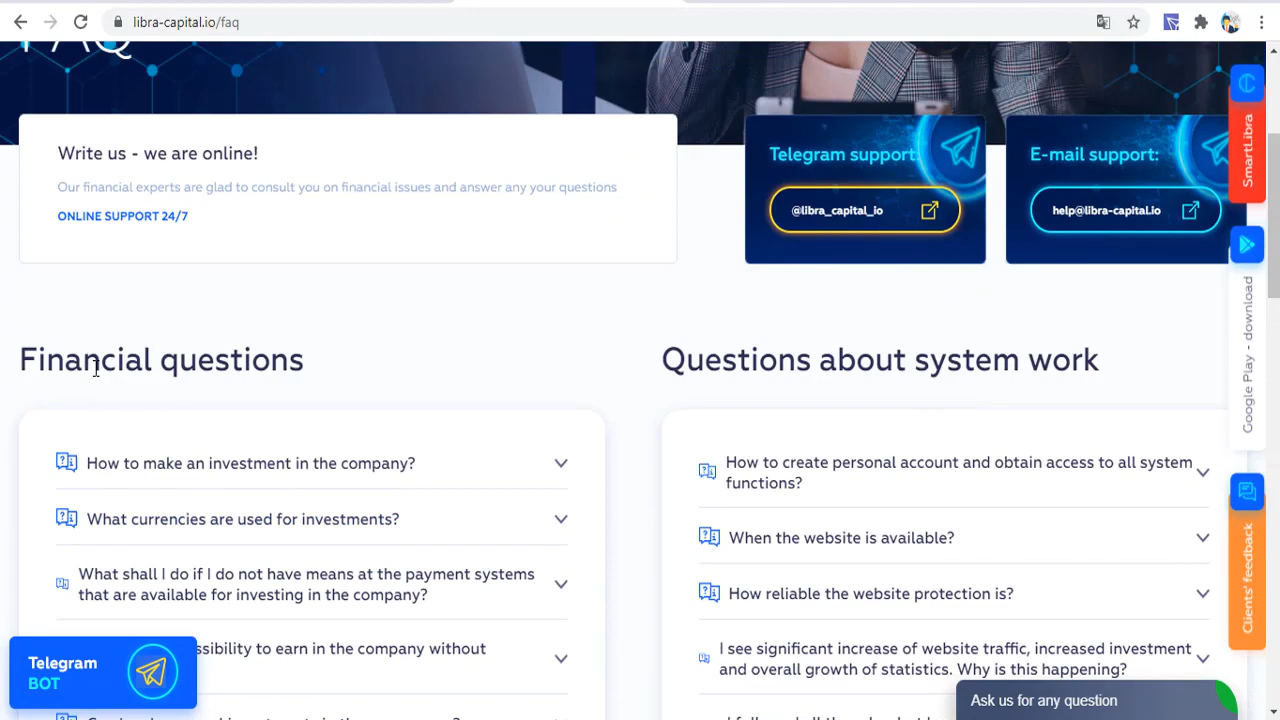 libra-capital.io/faq
FAQ
Write us - we are online!
Our financial experts are glad to consult you on financial issues and answer any your questions
ONLINE SUPPORT 24/7
Telegram support:
@libra_capital_io
E-mail support:
help@libra-capital.io
SmartLibra
Google Play - download
Clients' feedback
Financial questions
How to make an investment in the company?
What currencies are used for investments?
What shall I do if I do not have means at the payment systems
that are available for investing in the company?
to earn in the company without
Questions about system work
How to create personal account and obtain access to all system
functions?
When the website is available?
How reliable the website protection is?
I see significant increase of website traffic, increased investment
and overall growth of statistics. Why is this happening?
Telegram
BOT
Ask us for any question